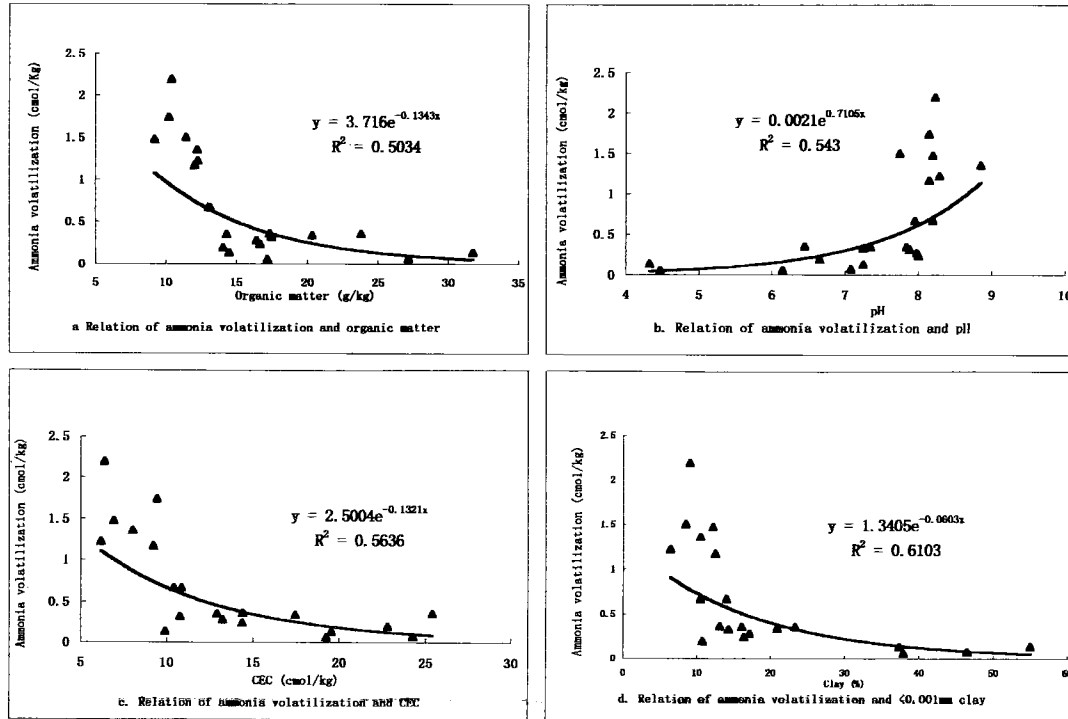 2.5
2
1.5
1
0.5
0
Ammonia volatilization (cmol/Kg)
y = 3.716e^-0.1343x
R² = 0.5034
5 10 15 20 25 30 35
Organic matter (g/kg)
a Relation of ammonia volatilization and organic matter
2.5
2
1.5
1
0.5
0
Ammonia volatilization (cmol/kg)
y = 0.0021e^0.7105x
R² = 0.543
4 5 6 7 8 9 10
pH
b. Relation of ammonia volatilization and pH
2.5
2
1.5
1
0.5
0
Ammonia volatilization (cmol/kg)
y = 2.5004e^-0.1321x
R² = 0.5636
5 10 15 20 25 30
CEC (cmol/kg)
c. Relation of ammonia volatilization and CEC
2.5
2
1.5
1
0.5
0
Ammonia volatilization (cmol/kg)
y = 1.3405e^-0.0603x
R² = 0.6103
0 10 20 30 40 50 60
Clay (%)
d. Relation of ammonia volatilization and <0.001mm clay